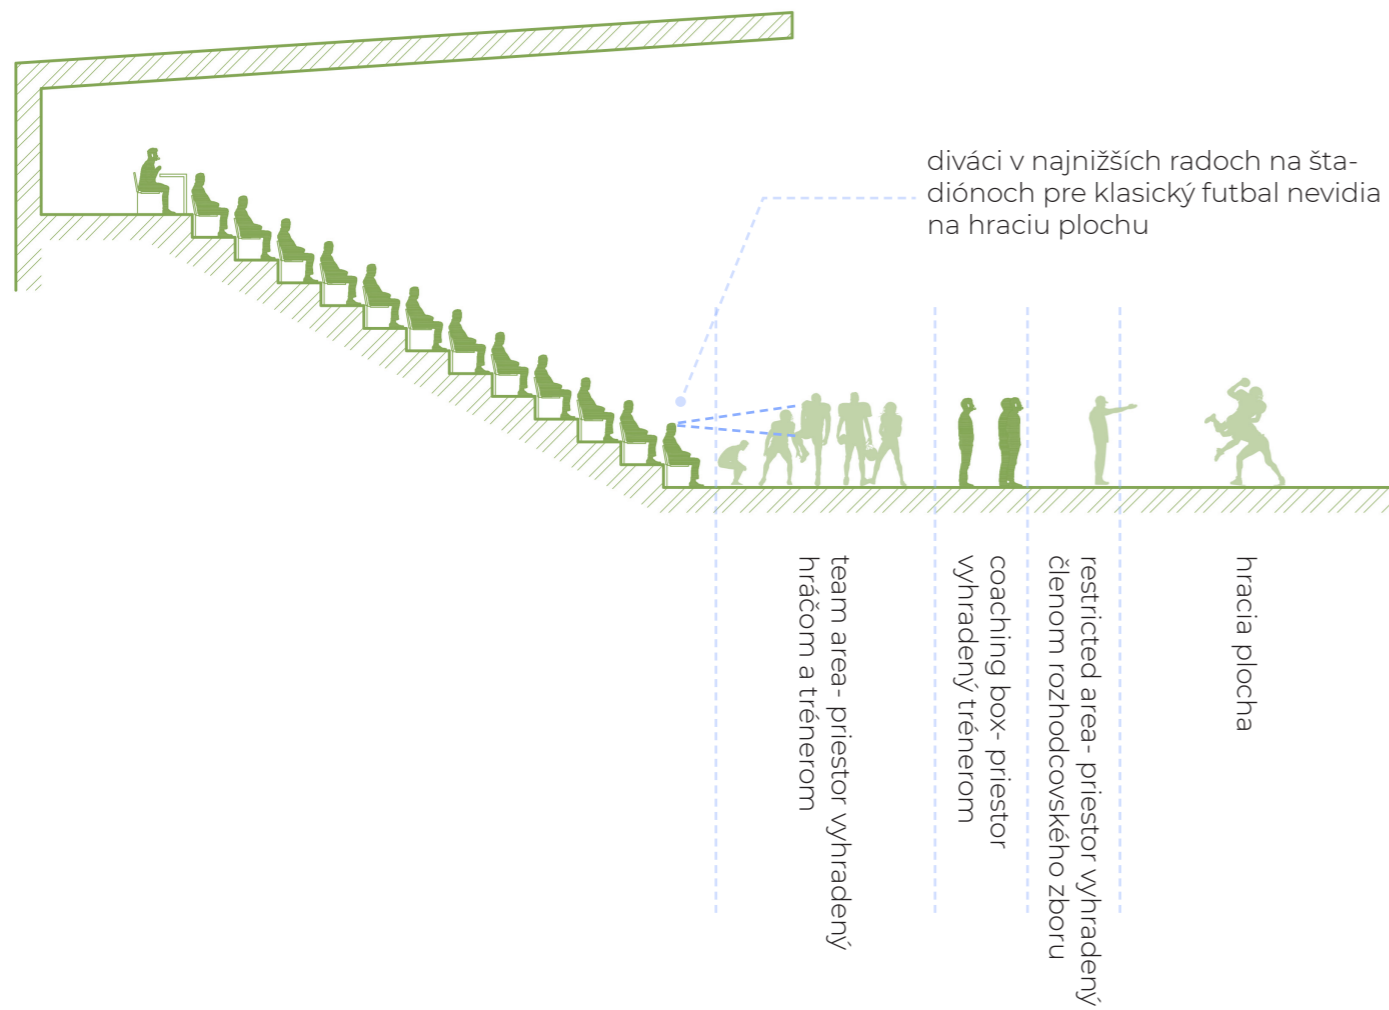 diváci v najnižších radoch na šta-
diónoch pre klasický futbal nevidia
na hraciu plochu
team area- priestor vyhradený
hráčom a trénerom
coaching box- priestor
vyhradený trénerom
restricted area- priestor vyhradený
členom rozhodcovského zboru
hracia plocha